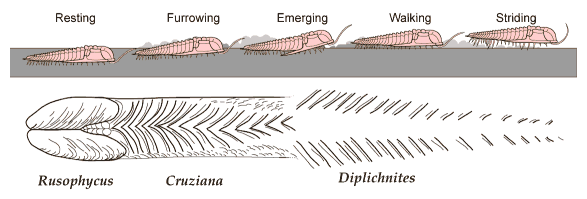 Resting Furrowing Emerging Walking Striding
Rusophycus Cruziana Diplichnites